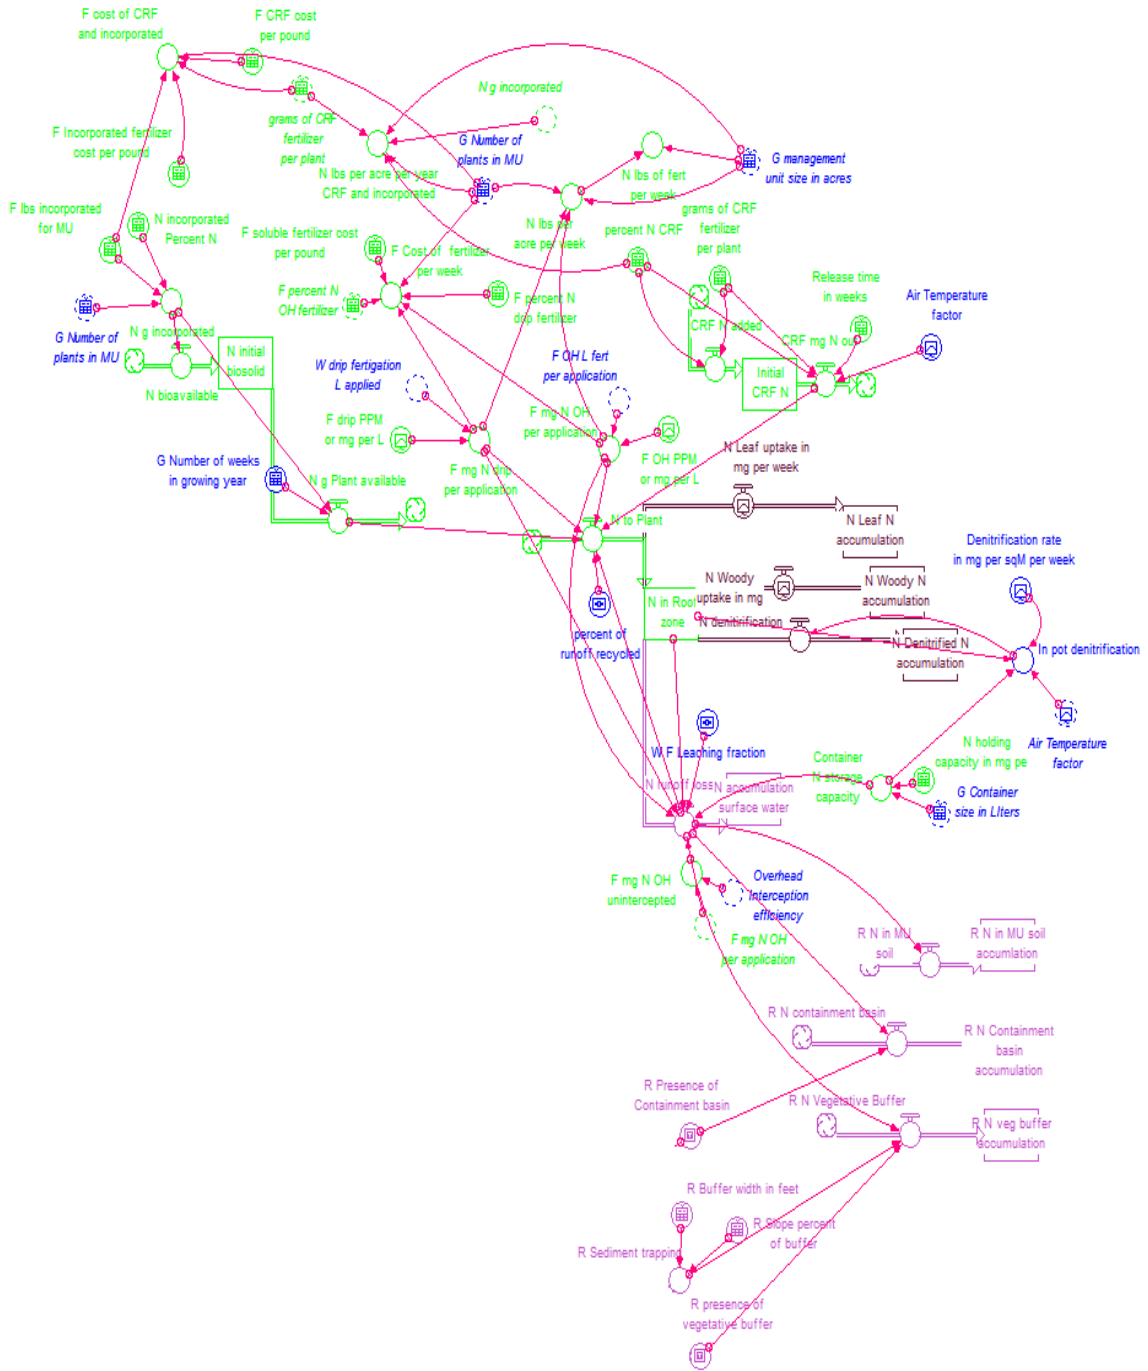 F cost of CRF
and incorporated
F CRF cost
per pound
N g incorporated
grams of CRF
fertilizer
per plant
G Number of
plants in MU
F Incorporated fertilizer
cost per pound
N lbs per acre per year
CRF and incorporated
N lbs of fert
per week
G management
unit size in acres
F lbs incorporated
for MU
N incorporated
Percent N
F soluble fertilizer cost
per pound
F Cost of fertilizer
per week
N lbs per
acre per week
percent N CRF
grams of CRF
fertilizer
per plant
Release time
in weeks
Air Temperature
factor
F percent N
OH fertilizer
F percent N
drip fertilizer
CRF N added
CRF mg N out
G Number of
plants in MU
N g incorporated
N initial
biosolid
N bioavailable
Initial
CRF N
W drip fertigation
L applied
F OH L fert
per application
F drip PPM
or mg per L
F mg N OH
per application
F mg N drip
per application
F OH PPM
or mg per L
N Leaf uptake in
mg per week
G Number of weeks
in growing year
N g Plant available
N to Plant
N Leaf N
accumulation
Denitrification rate
in mg per sqM per week
N Woody
uptake in mg
N Woody N
accumulation
N in Root
zone
N denitirification
N Denitrified N
accumulation
percent of
runoff recycled
In pot denitrification
Air Temperature
factor
W F Leaching fraction
N runoff loss
N accumulation
surface water
Container
N storage
capacity
N holding
capacity in mg pe
G Container
size in LIters
F mg N OH
unintercepted
Overhead
Interception
efficiency
F mg N OH
per application
R N in MU
soil
R N in MU soil
accumlation
R N containment basin
R N Containment
basin
accumulation
R Presence of
Containment basin
R N Vegetative Buffer
R N veg buffer
accumulation
R Buffer width in feet
R Slope percent
of buffer
R Sediment trapping
R presence of
vegetative buffer